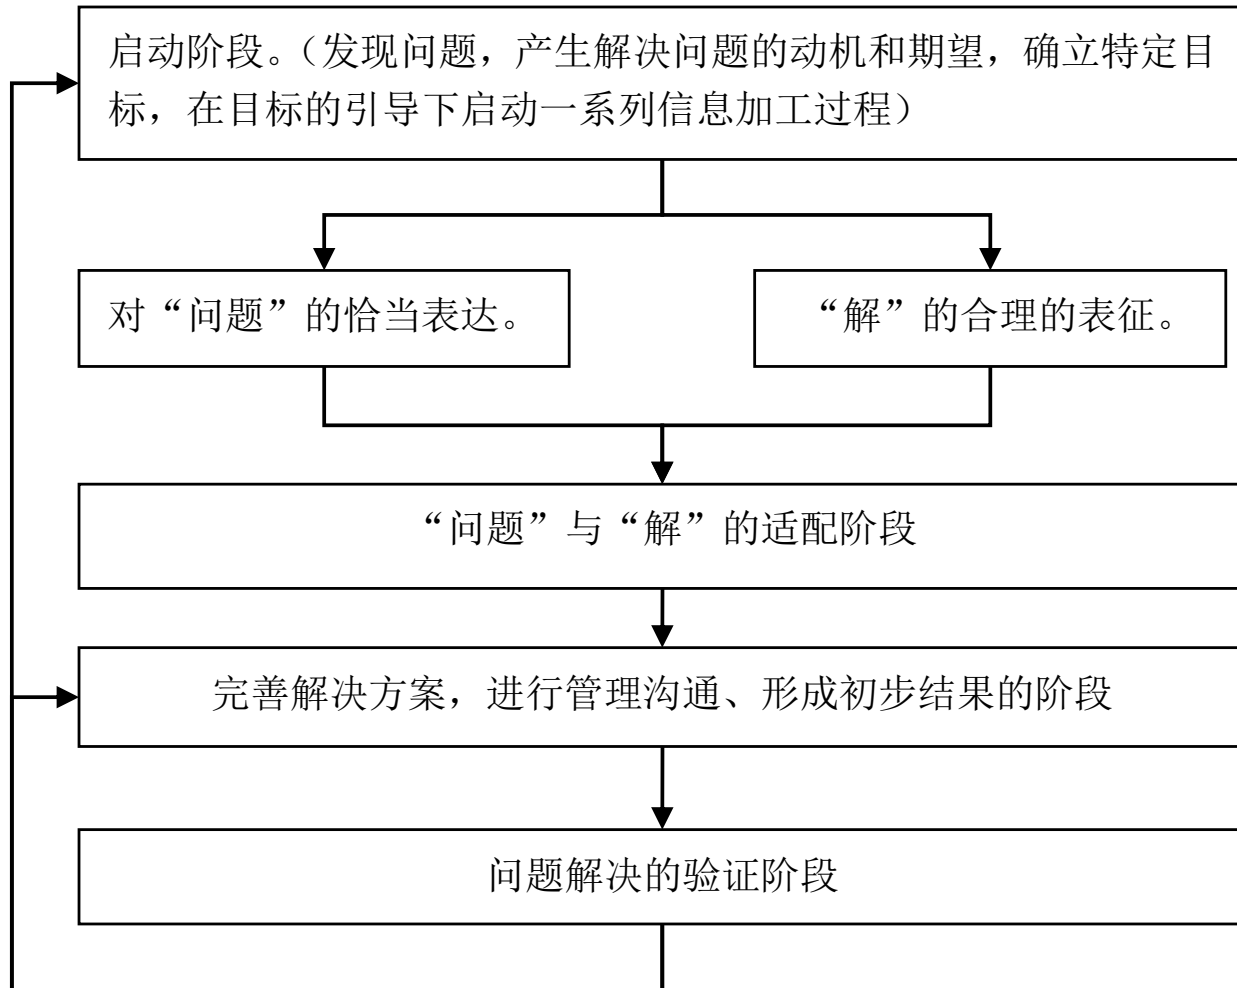 启动阶段。（发现问题，产生解决问题的动机和期望，确立特定目
标，在目标的引导下启动一系列信息加工过程）
对“问题”的恰当表达。
“解”的合理的表征。
“问题”与“解”的适配阶段
完善解决方案，进行管理沟通、形成初步结果的阶段
问题解决的验证阶段